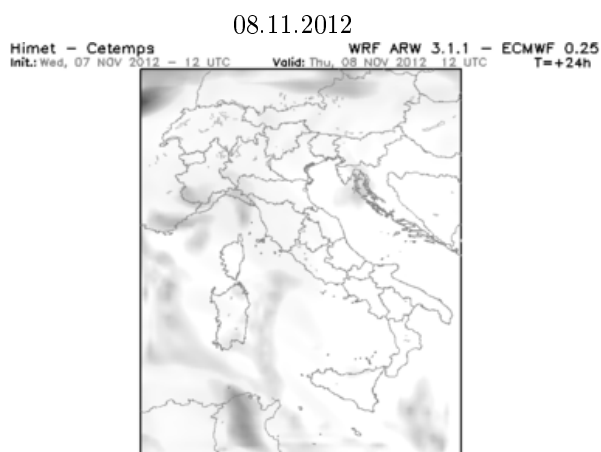 08.11.2012
Himet - Cetemps WRF ARW 3.1.1 - ECMWF 0.25
Init.: Wed, 07 NOV 2012 - 12 UTC Valid: Thu, 08 NOV 2012 12 UTC T=+24h